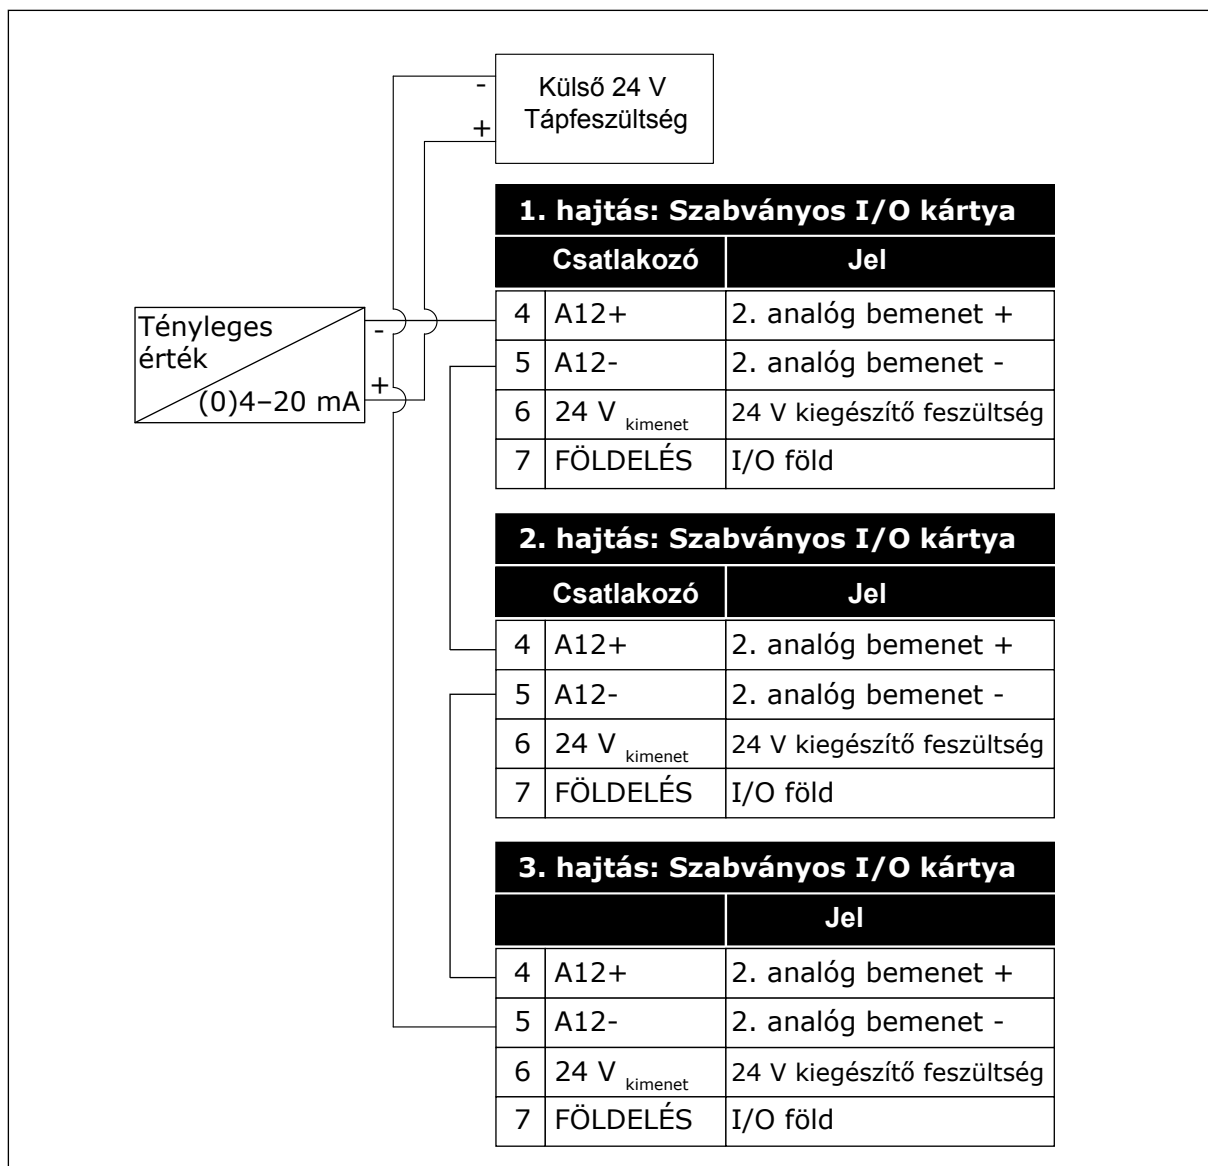 -
Külső 24 V
Tápfeszültség
+
1. hajtás: Szabványos I/O kártya
Csatlakozó Jel
Tényleges
érték
-
+
(0)4–20 mA
4 A12+ 2. analóg bemenet +
5 A12- 2. analóg bemenet -
6 24 V kimenet 24 V kiegészítő feszültség
7 FÖLDELÉS I/O föld
2. hajtás: Szabványos I/O kártya
Csatlakozó Jel
4 A12+ 2. analóg bemenet +
5 A12- 2. analóg bemenet -
6 24 V kimenet 24 V kiegészítő feszültség
7 FÖLDELÉS I/O föld
3. hajtás: Szabványos I/O kártya
Jel
4 A12+ 2. analóg bemenet +
5 A12- 2. analóg bemenet -
6 24 V kimenet 24 V kiegészítő feszültség
7 FÖLDELÉS I/O föld